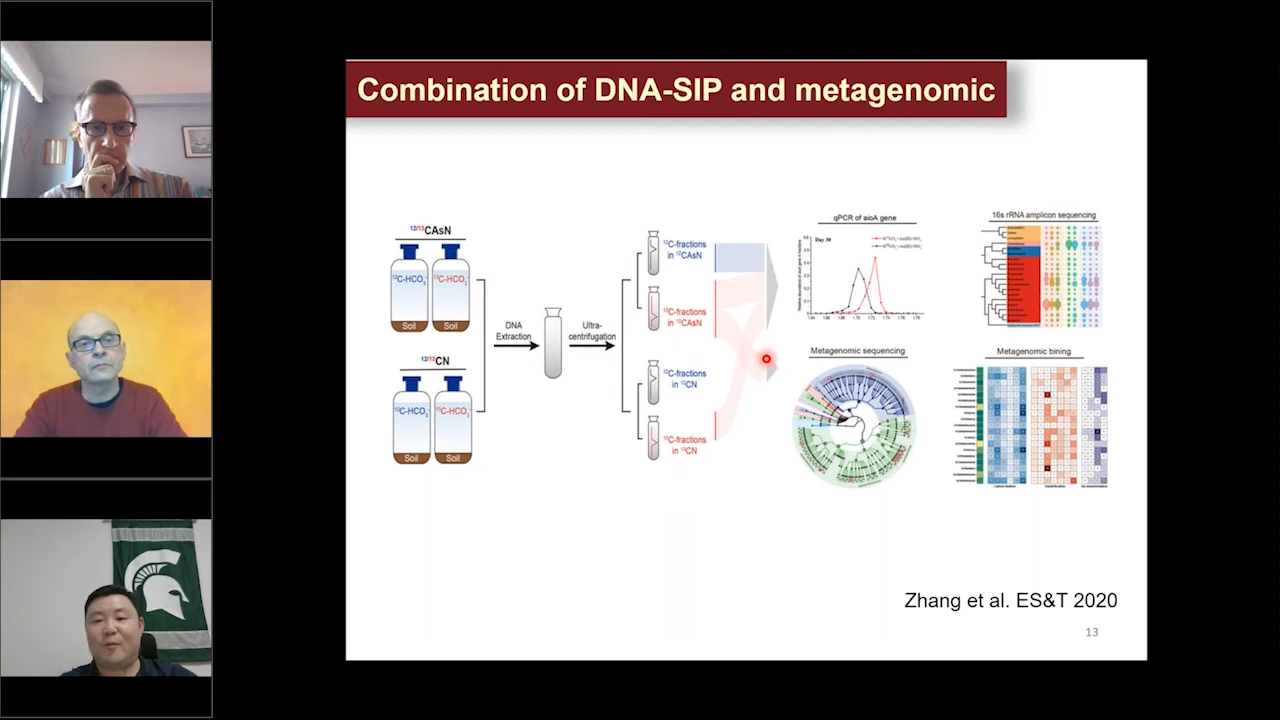 Combination of DNA-SIP and metagenomic
12/13CAsN
12C-HCO3-
13C-HCO3-
Soil
Soil
12/13CN
12C-HCO3-
13C-HCO3-
Soil
Soil
DNA
Extraction
Ultra-
centrifugation
12C-fractions
in 12CAsN
13C-fractions
in 13CAsN
12C-fractions
in 12CN
13C-fractions
in 13CN
qPCR of aioA gene
Day 30
16s rRNA amplicon sequencing
Metagenomic sequencing
Metagenomic bining
Zhang et al. ES&T 2020
13